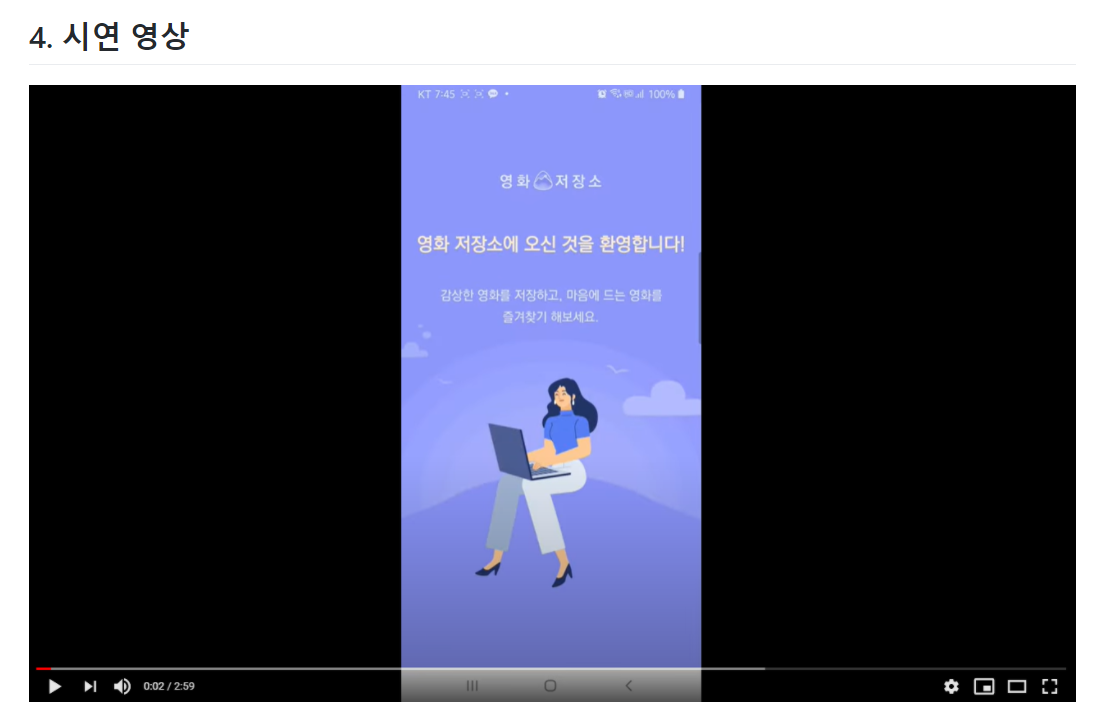 4. 시연 영상
KT 7:45 100%
영화 저장소
영화 저장소에 오신 것을 환영합니다!
감상한 영화를 저장하고, 마음에 드는 영화를
즐겨찾기 해보세요.
0:02 / 2:59